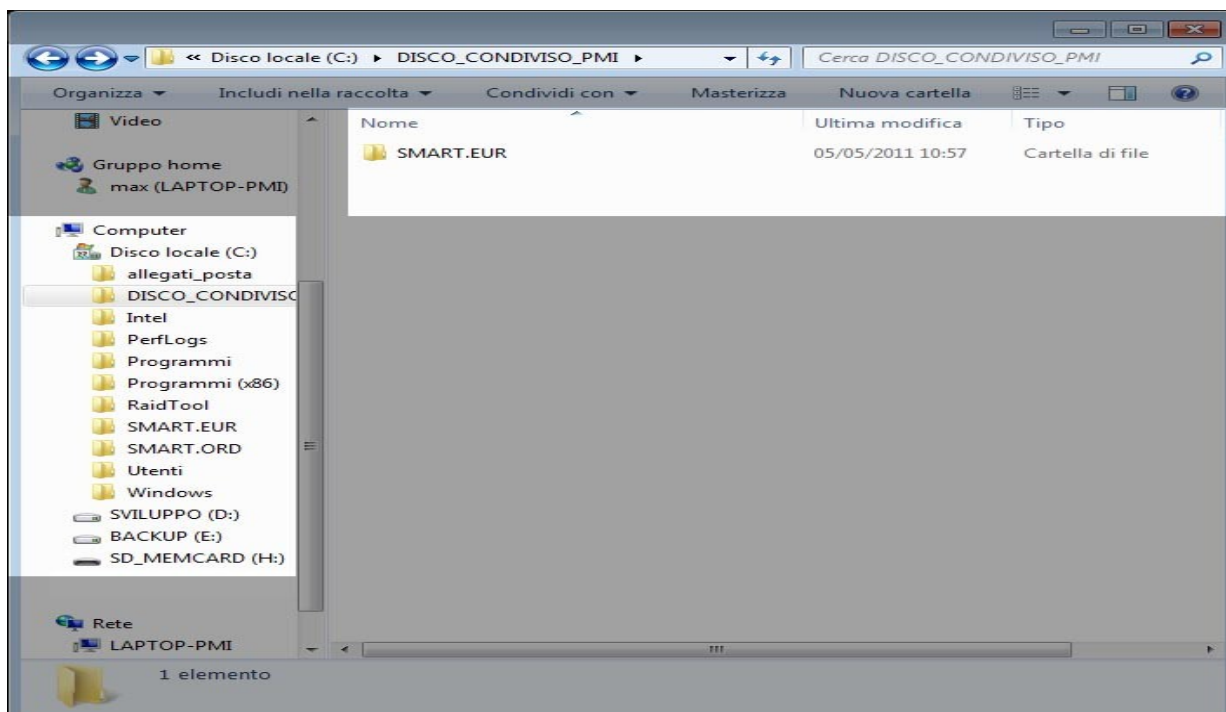 « Disco locale (C:) ▸ DISCO_CONDIVISO_PMI ▸ Cerca DISCO_CONDIVISO_PMI
Organizza Includi nella raccolta Condividi con Masterizza Nuova cartella
Video
Gruppo home
max (LAPTOP-PMI)
Computer
Disco locale (C:)
allegati_posta
DISCO_CONDIVISO
Intel
PerfLogs
Programmi
Programmi (x86)
RaidTool
SMART.EUR
SMART.ORD
Utenti
Windows
SVILUPPO (D:)
BACKUP (E:)
SD_MEMCARD (H:)
Rete
LAPTOP-PMI
Nome Ultima modifica Tipo
SMART.EUR 05/05/2011 10:57 Cartella di file
1 elemento